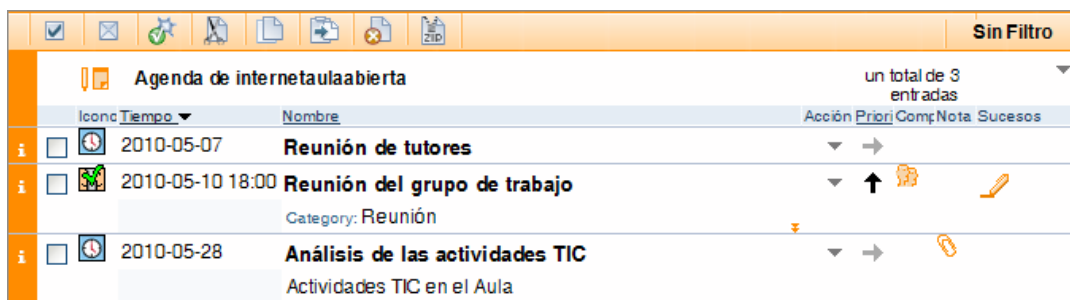 ZIP
Sin Filtro
Agenda de internetaulaabierta
un total de 3
entradas
Icono Tiempo Nombre Acción Priori Comp Nota Sucesos
i 2010-05-07 Reunión de tutores
i 2010-05-10 18:00 Reunión del grupo de trabajo
Category: Reunión
i 2010-05-28 Análisis de las actividades TIC
Actividades TIC en el Aula